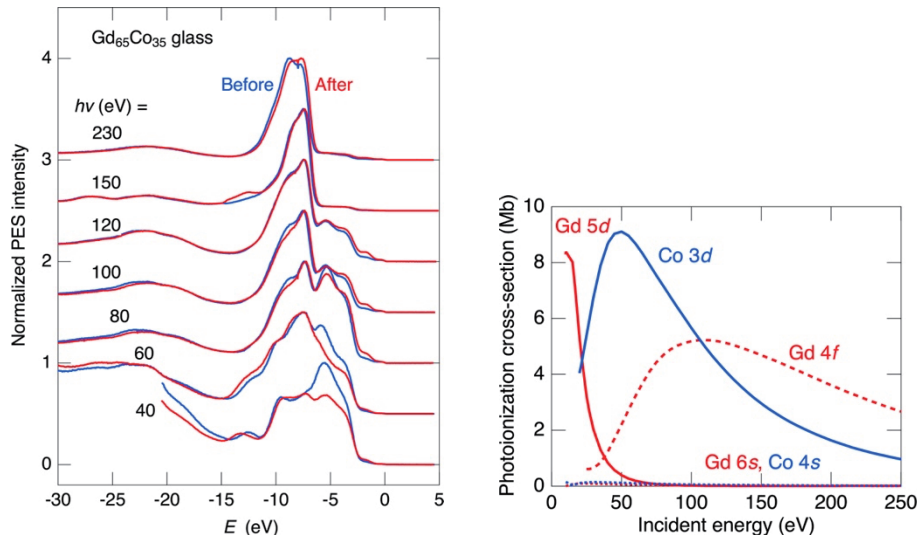 Gd65Co35 glass
Before
After
hν (eV) =
230
150
120
100
80
60
40
Normalized PES intensity
4
3
2
1
0
-30
-25
-20
-15
-10
-5
0
5
E (eV)
Photoionization cross-section (Mb)
10
8
6
4
2
0
Gd 5d
Co 3d
Gd 4f
Gd 6s, Co 4s
0
50
100
150
200
250
Incident energy (eV)